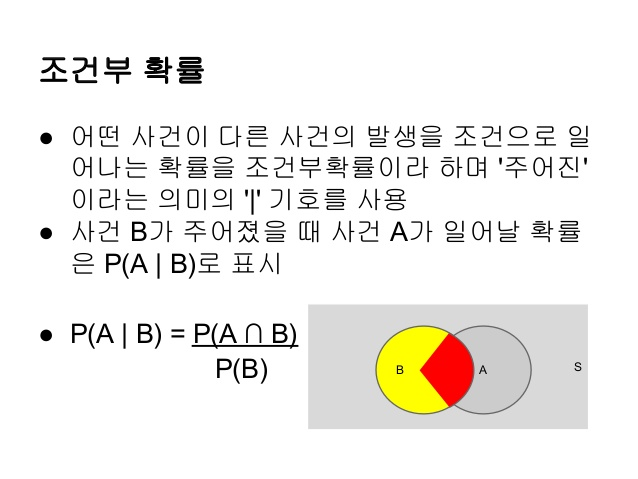 조건부 확률
● 어떤 사건이 다른 사건의 발생을 조건으로 일
어나는 확률을 조건부확률이라 하며 '주어진'
이라는 의미의 '|' 기호를 사용
● 사건 B가 주어졌을 때 사건 A가 일어날 확률
은 P(A | B)로 표시
● P(A | B) = P(A ∩ B)
P(B)
B A S